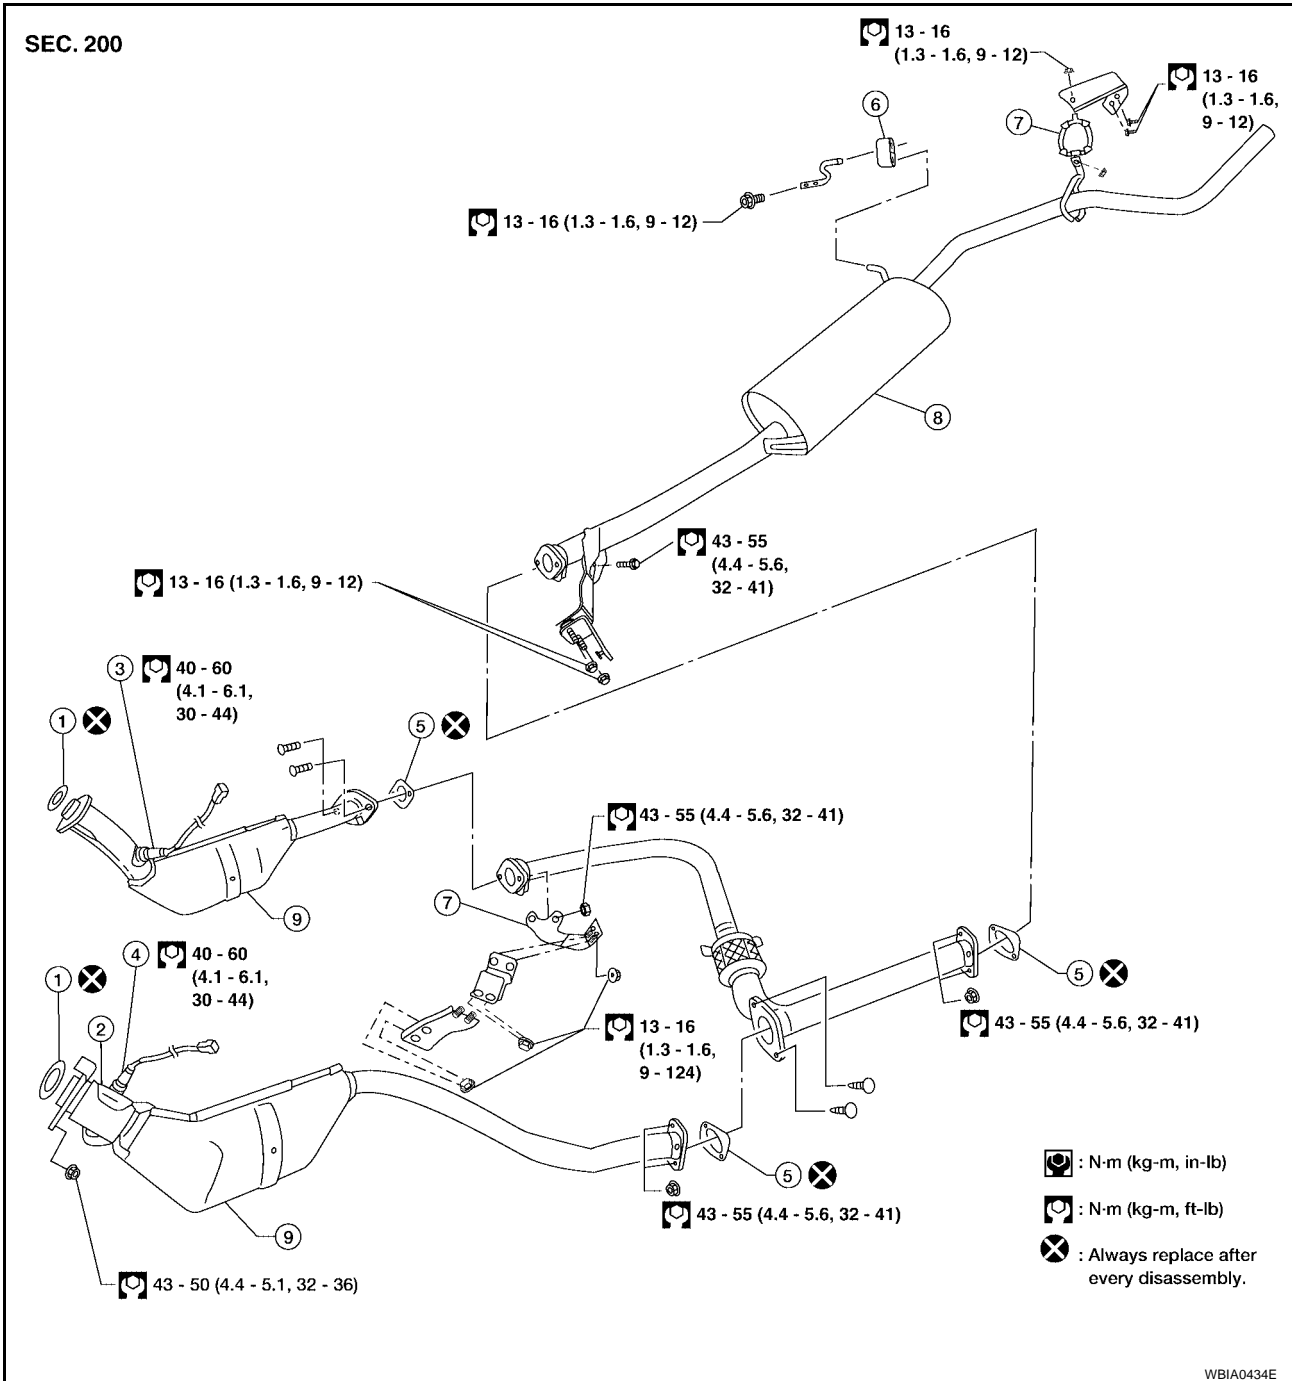 SEC. 200
13 - 16
(1.3 - 1.6, 9 - 12)
13 - 16
(1.3 - 1.6,
9 - 12)
6
7
13 - 16 (1.3 - 1.6, 9 - 12)
8
43 - 55
(4.4 - 5.6,
32 - 41)
13 - 16 (1.3 - 1.6, 9 - 12)
3
40 - 60
(4.1 - 6.1,
30 - 44)
1
5
43 - 55 (4.4 - 5.6, 32 - 41)
7
9
4
40 - 60
(4.1 - 6.1,
30 - 44)
1
2
5
43 - 55 (4.4 - 5.6, 32 - 41)
13 - 16
(1.3 - 1.6,
9 - 124)
5
43 - 55 (4.4 - 5.6, 32 - 41)
9
43 - 50 (4.4 - 5.1, 32 - 36)
: N·m (kg-m, in-lb)
: N·m (kg-m, ft-lb)
: Always replace after
every disassembly.
WBIA0434E